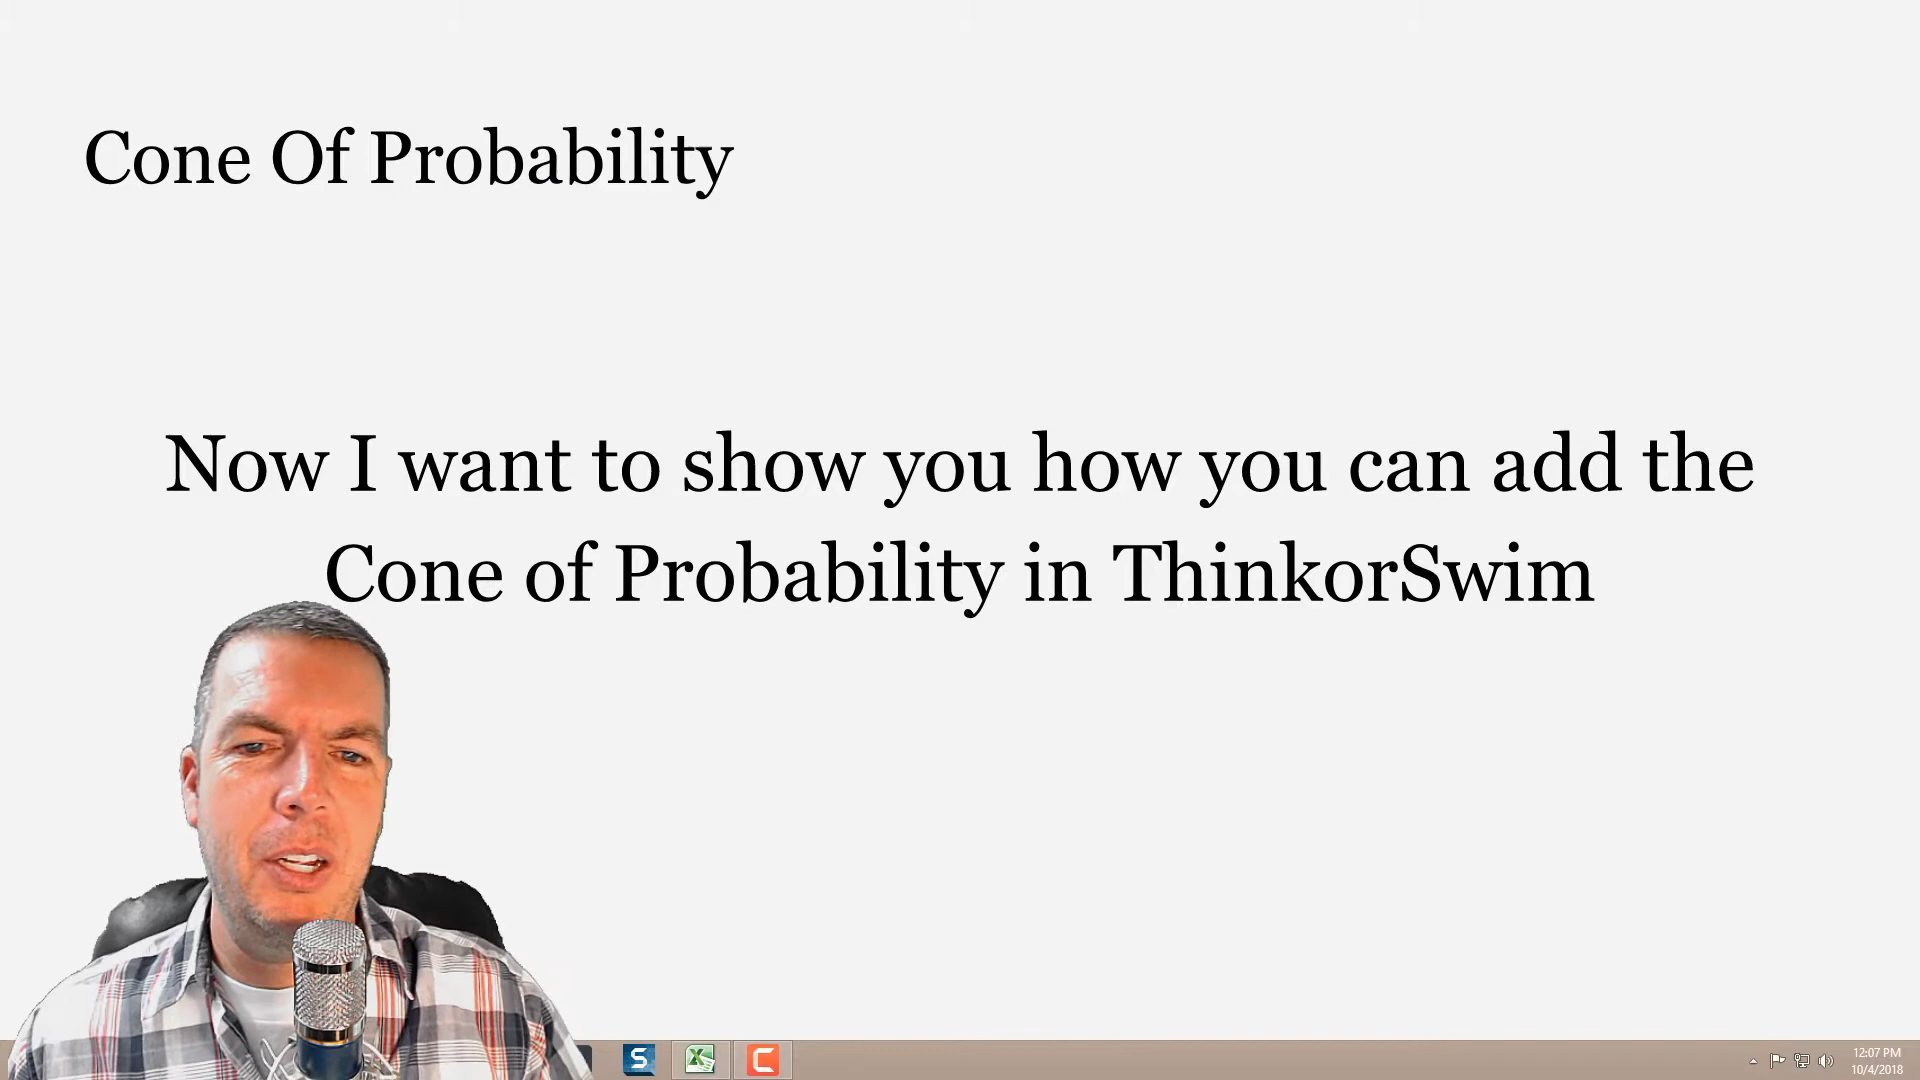 Cone Of Probability
Now I want to show you how you can add the
Cone of Probability in ThinkorSwim
S
X
C
12:07 PM
10/4/2018